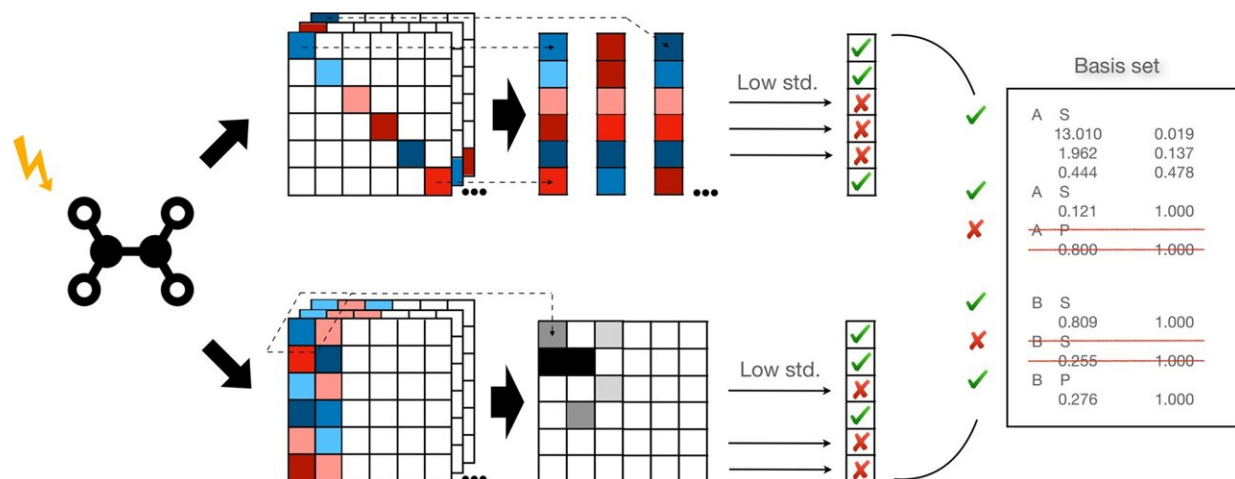 Low std.
Low std.
Basis set
A S
13.010 0.019
1.962 0.137
0.444 0.478
A S
0.121 1.000
A P
0.800 1.000
B S
0.809 1.000
B S
0.255 1.000
B P
0.276 1.000